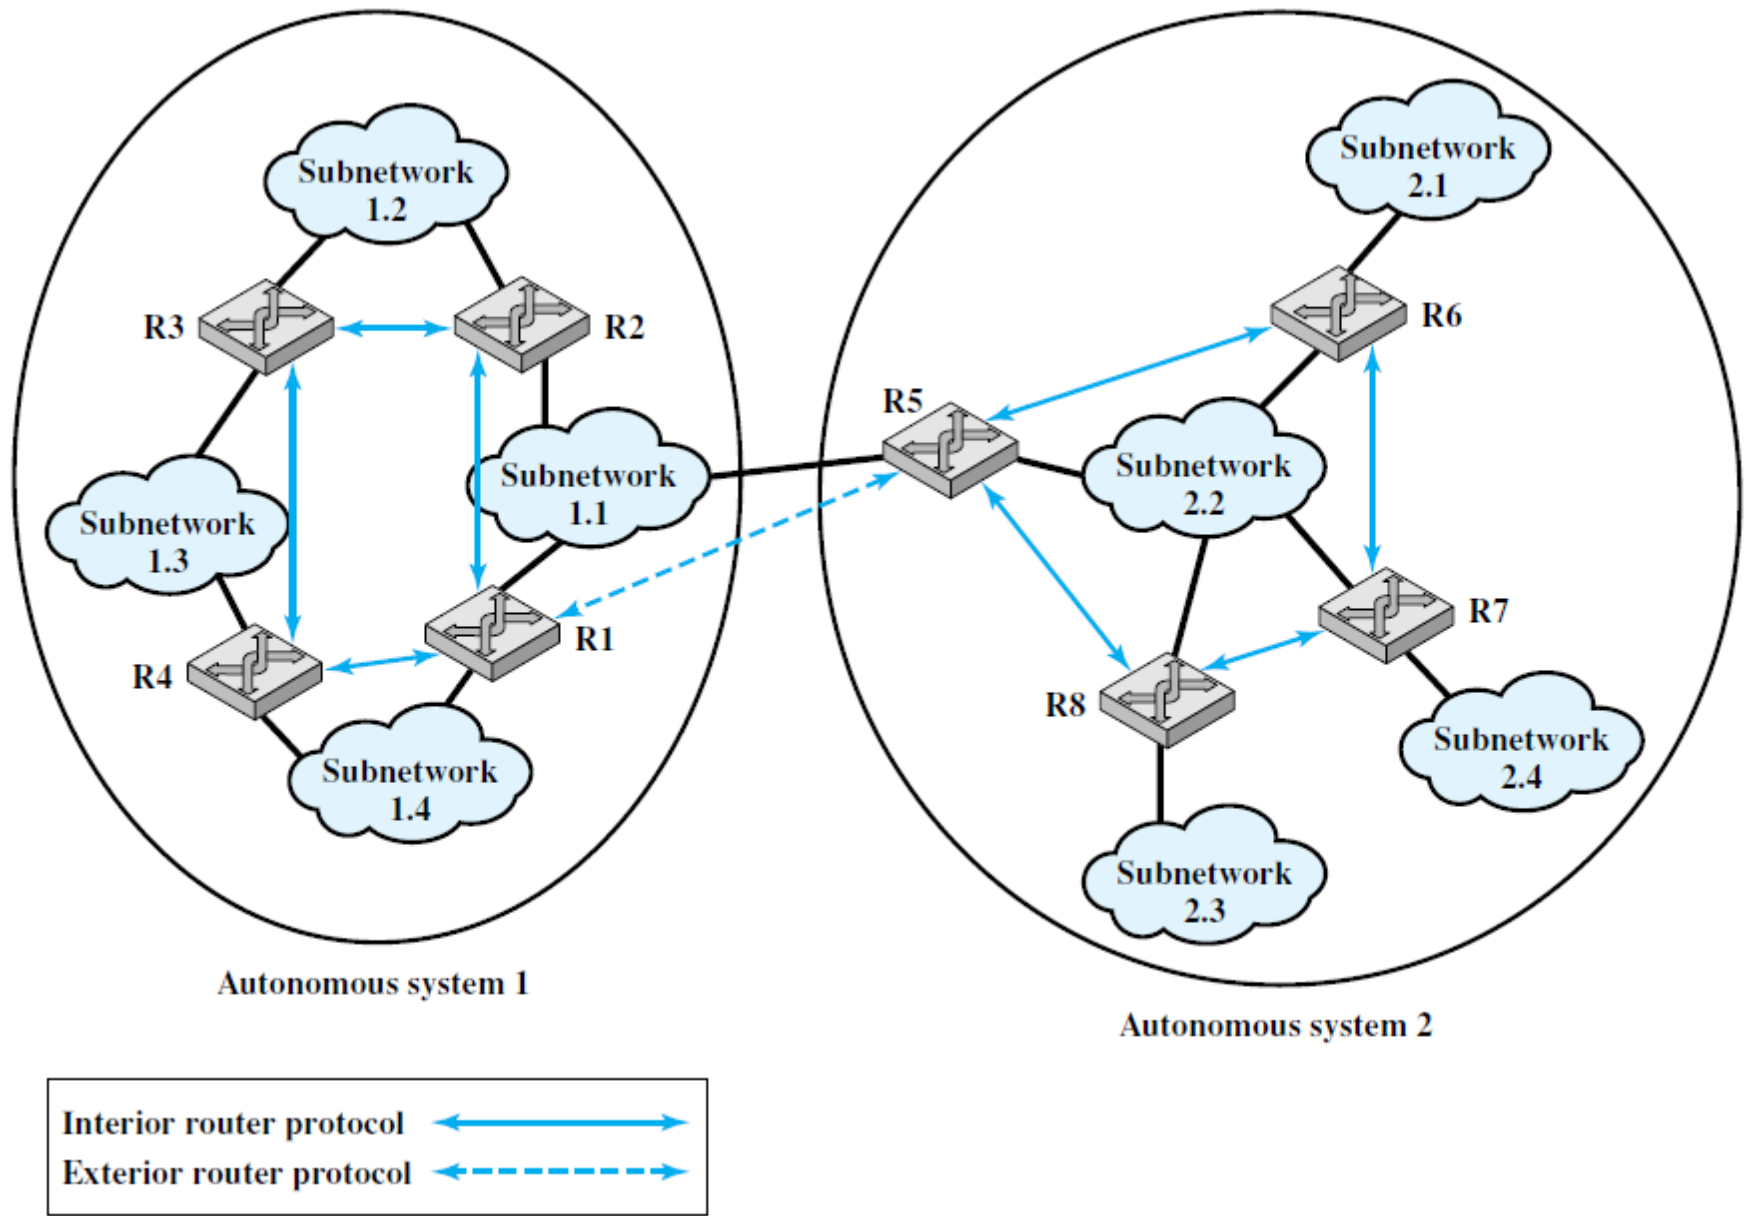 Subnetwork
1.2
R3
R2
Subnetwork
1.1
Subnetwork
1.3
R1
R4
Subnetwork
1.4
Autonomous system 1
Subnetwork
2.1
R6
R5
Subnetwork
2.2
R7
R8
Subnetwork
2.4
Subnetwork
2.3
Autonomous system 2
Interior router protocol
Exterior router protocol